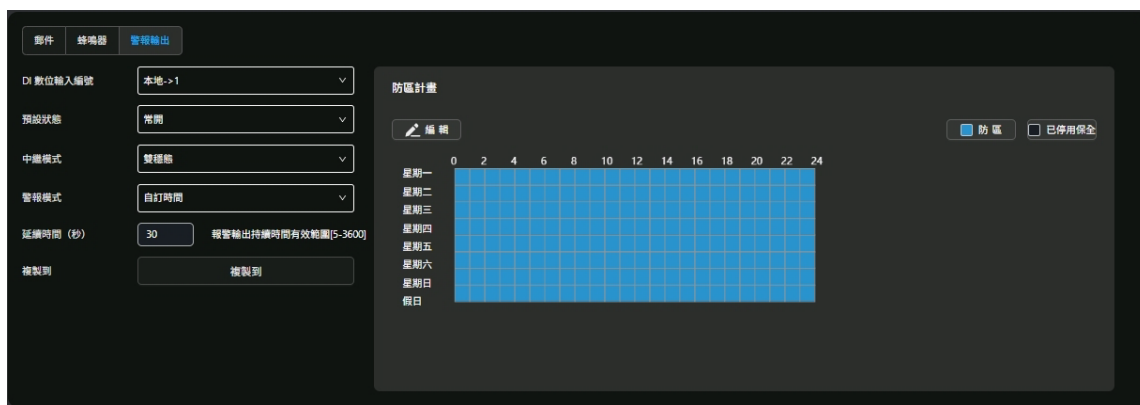 郵件 蜂鳴器 警報輸出
DI 數位輸入編號 本地->1
預設狀態 常開
中繼模式 雙穩態
警報模式 自訂時間
延續時間（秒） 30 報警輸出持續時間有效範圍[5-3600]
複製到 複製到
防區計畫
編輯 防區 已停用保全
0 2 4 6 8 10 12 14 16 18 20 22 24
星期一
星期二
星期三
星期四
星期五
星期六
星期日
假日